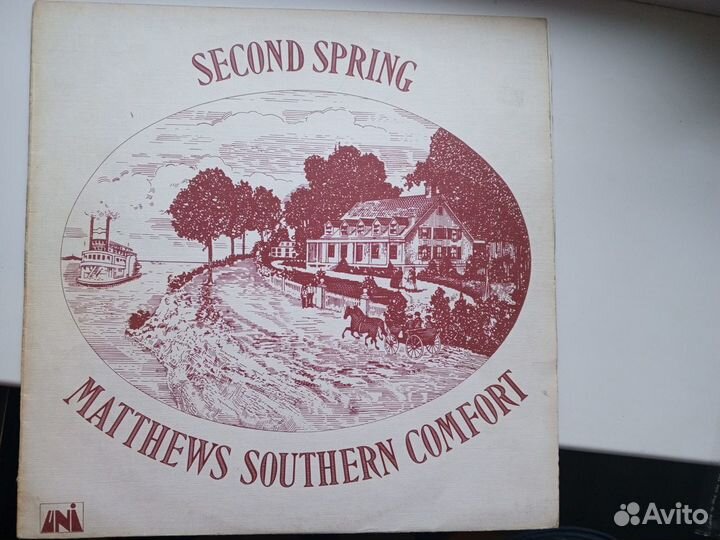 SECOND SPRING
MATTHEWS SOUTHERN COMFORT
UNI
Avito